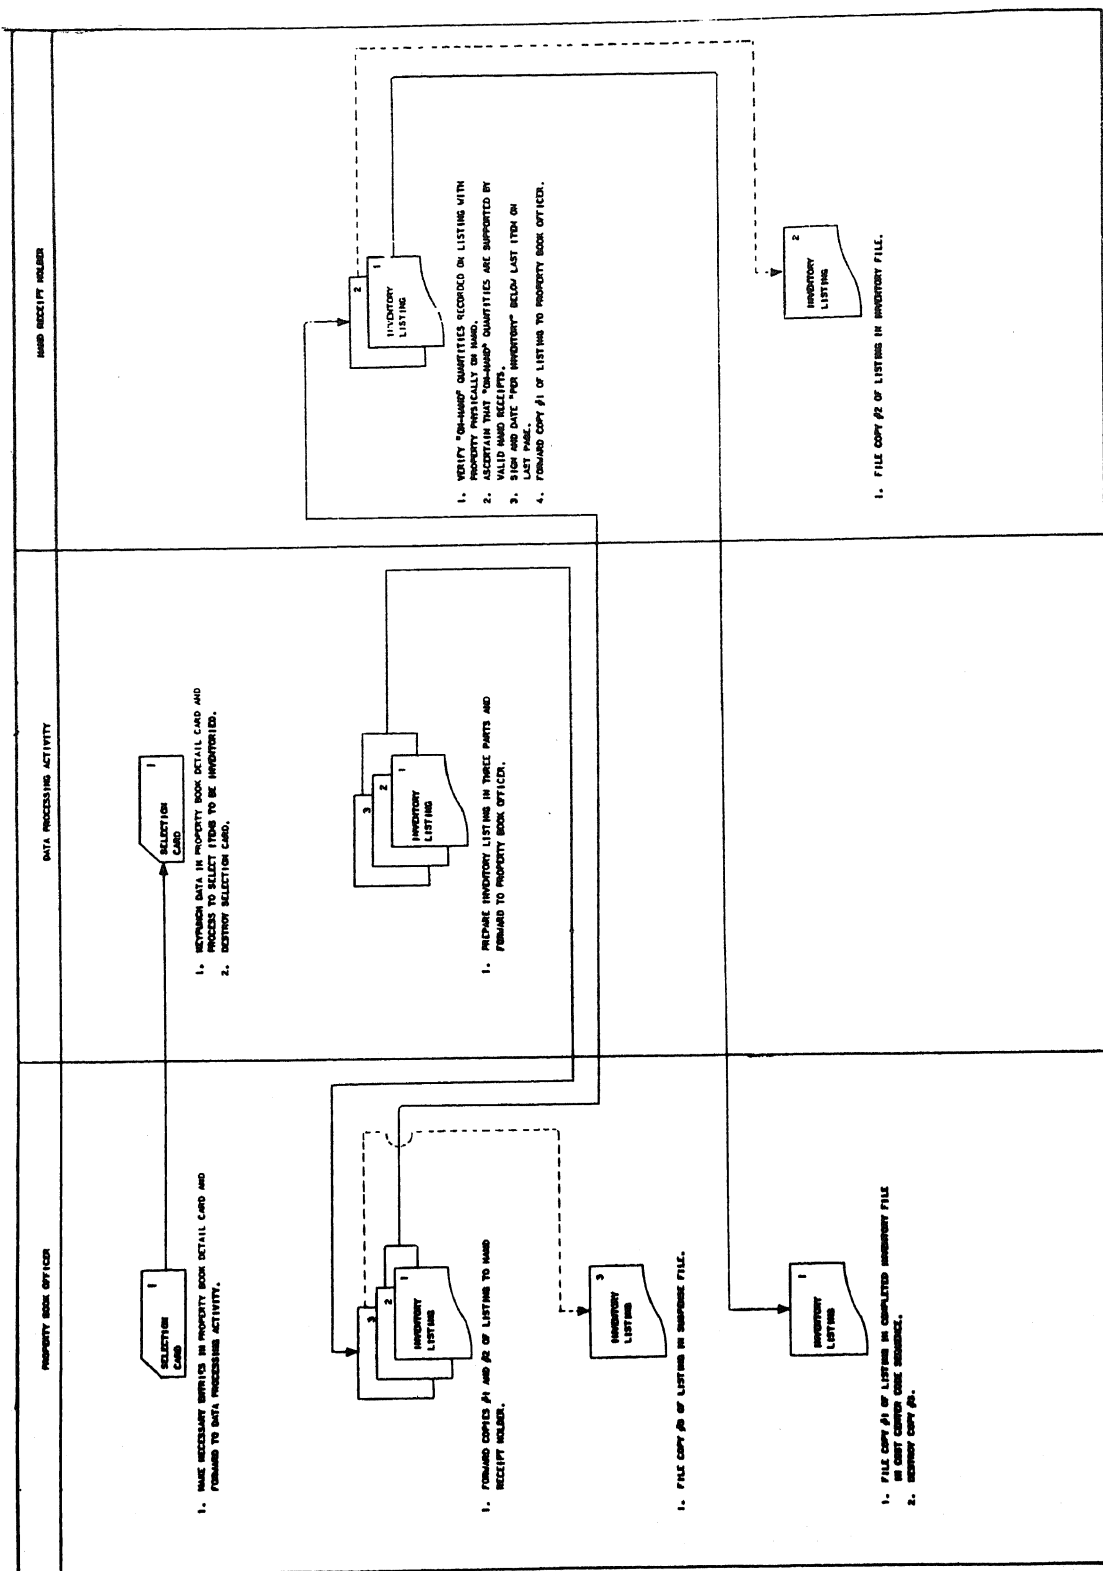 PROPERTY BOOK OFFICER
DATA PROCESSING ACTIVITY
HAND RECEIPT HOLDER
1
SELECTION
CARD
1. MAKE NECESSARY ENTRIES IN PROPERTY BOOK DETAIL CARD AND
FORWARD TO DATA PROCESSING ACTIVITY.
1
SELECTION
CARD
1. KEYPUNCH DATA IN PROPERTY BOOK DETAIL CARD AND
PROCESS TO SELECT ITEMS TO BE INVENTORIED.
2. DESTROY SELECTION CARD.
3
2
1
INVENTORY
LISTING
1. FORWARD COPIES #1 AND #2 OF LISTING TO HAND
RECEIPT HOLDER.
3
2
1
INVENTORY
LISTING
1. PREPARE INVENTORY LISTING IN THREE PARTS AND
FORWARD TO PROPERTY BOOK OFFICER.
2
1
INVENTORY
LISTING
1. VERIFY "ON-HAND" QUANTITIES RECORDED ON LISTING WITH
PROPERTY PHYSICALLY ON HAND.
2. ASCERTAIN THAT "ON-HAND" QUANTITIES ARE SUPPORTED BY
VALID HAND RECEIPTS.
3. SIGN AND DATE "PER INVENTORY" BELOW LAST ITEM ON
LAST PAGE.
4. FORWARD COPY #1 OF LISTING TO PROPERTY BOOK OFFICER.
3
INVENTORY
LISTING
1. FILE COPY #3 OF LISTING IN SUSPENSE FILE.
1
INVENTORY
LISTING
1. FILE COPY #1 OF LISTING IN COMPLETED INVENTORY FILE
IN COST CENTER CODE SEQUENCE.
2. DESTROY COPY #3.
2
INVENTORY
LISTING
1. FILE COPY #2 OF LISTING IN INVENTORY FILE.